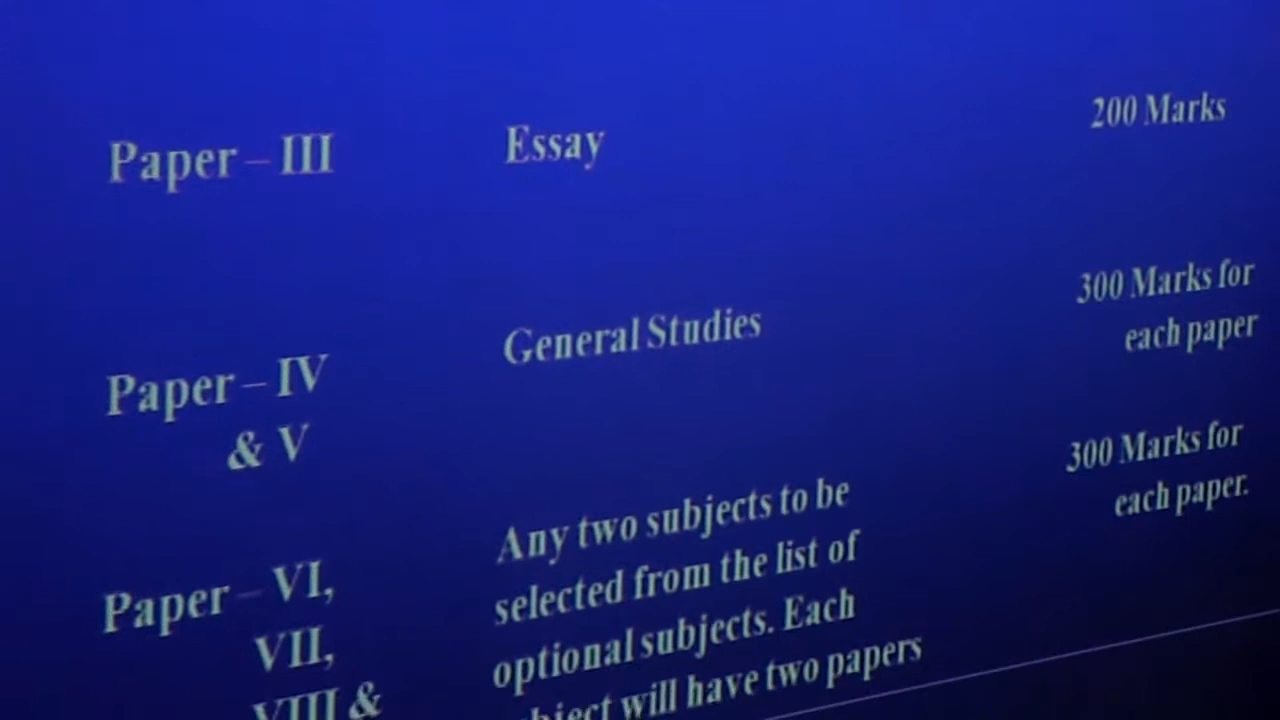 Paper – III Essay 200 Marks
Paper – IV General Studies 300 Marks for
& V each paper
Paper – VI, Any two subjects to be 300 Marks for
VII, selected from the list of each paper.
VIII & optional subjects. Each
will have two papers